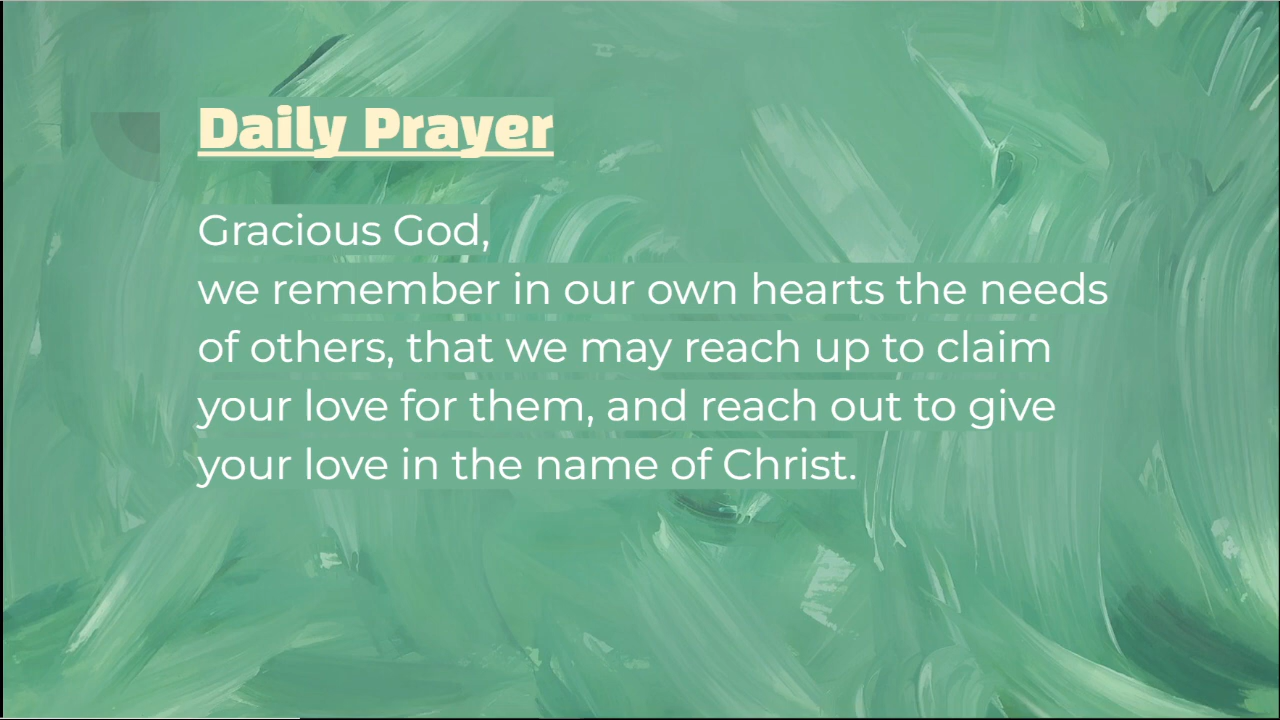 Daily Prayer
Gracious God,
we remember in our own hearts the needs
of others, that we may reach up to claim
your love for them, and reach out to give
your love in the name of Christ.